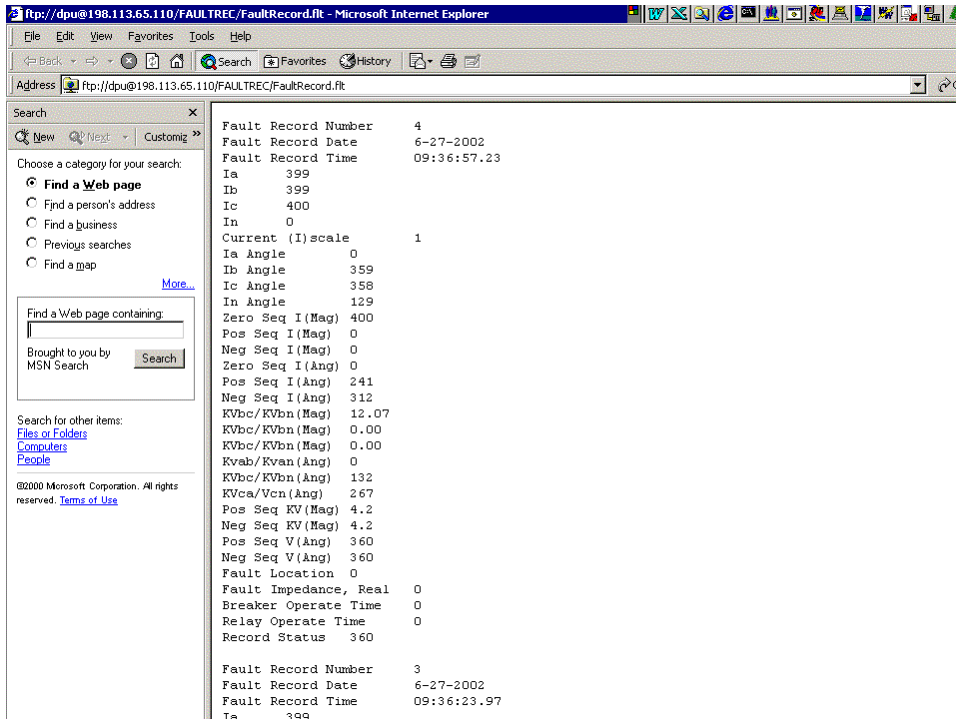 ftp://dpu@198.113.65.110/FAULTREC/FaultRecord.flt - Microsoft Internet Explorer
File Edit View Favorites Tools Help
Back Search Favorites History
Address ftp://dpu@198.113.65.110/FAULTREC/FaultRecord.flt
Search
New Next Customiz
Choose a category for your search:
Find a Web page
Find a person's address
Find a business
Previous searches
Find a map
More...
Find a Web page containing:
Brought to you by
MSN Search
Search
Search for other items:
Files or Folders
Computers
People
©2000 Microsoft Corporation. All rights
reserved. Terms of Use
Fault Record Number 4
Fault Record Date 6-27-2002
Fault Record Time 09:36:57.23
Ia 399
Ib 399
Ic 400
In 0
Current (I)scale 1
Ia Angle 0
Ib Angle 359
Ic Angle 358
In Angle 129
Zero Seq I(Mag) 400
Pos Seq I(Mag) 0
Neg Seq I(Mag) 0
Zero Seq I(Ang) 0
Pos Seq I(Ang) 241
Neg Seq I(Ang) 312
KVbc/KVbn(Mag) 12.07
KVbc/KVbn(Mag) 0.00
KVbc/KVbn(Mag) 0.00
Kvab/Kvan(Ang) 0
KVbc/KVbn(Ang) 132
KVca/Vcn(Ang) 267
Pos Seq KV(Mag) 4.2
Neg Seq KV(Mag) 4.2
Pos Seq V(Ang) 360
Neg Seq V(Ang) 360
Fault Location 0
Fault Impedance, Real 0
Breaker Operate Time 0
Relay Operate Time 0
Record Status 360
Fault Record Number 3
Fault Record Date 6-27-2002
Fault Record Time 09:36:23.97
Ia 399